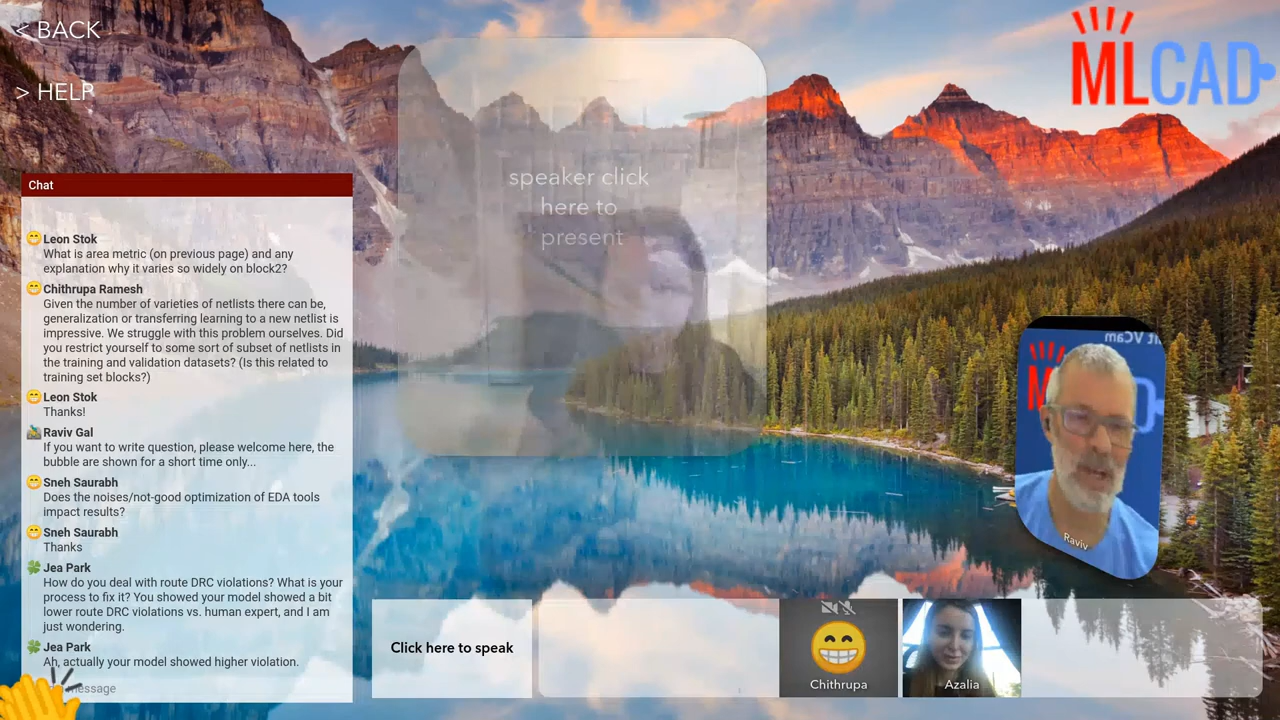 < BACK
> HELP
MLCAD
speaker click
here to
present
Chat
Leon Stok
What is area metric (on previous page) and any
explanation why it varies so widely on block2?
Chithrupa Ramesh
Given the number of varieties of netlists there can be,
generalization or transferring learning to a new netlist is
impressive. We struggle with this problem ourselves. Did
you restrict yourself to some sort of subset of netlists in
the training and validation datasets? (Is this related to
training set blocks?)
Leon Stok
Thanks!
Raviv Gal
If you want to write question, please welcome here, the
bubble are shown for a short time only...
Sneh Saurabh
Does the noises/not-good optimization of EDA tools
impact results?
Sneh Saurabh
Thanks
Jea Park
How do you deal with route DRC violations? What is your
process to fix it? You showed your model showed a bit
lower route DRC violations vs. human expert, and I am
just wondering.
Jea Park
Ah, actually your model showed higher violation.
message
Click here to speak
Chithrupa
Azalia
Raviv